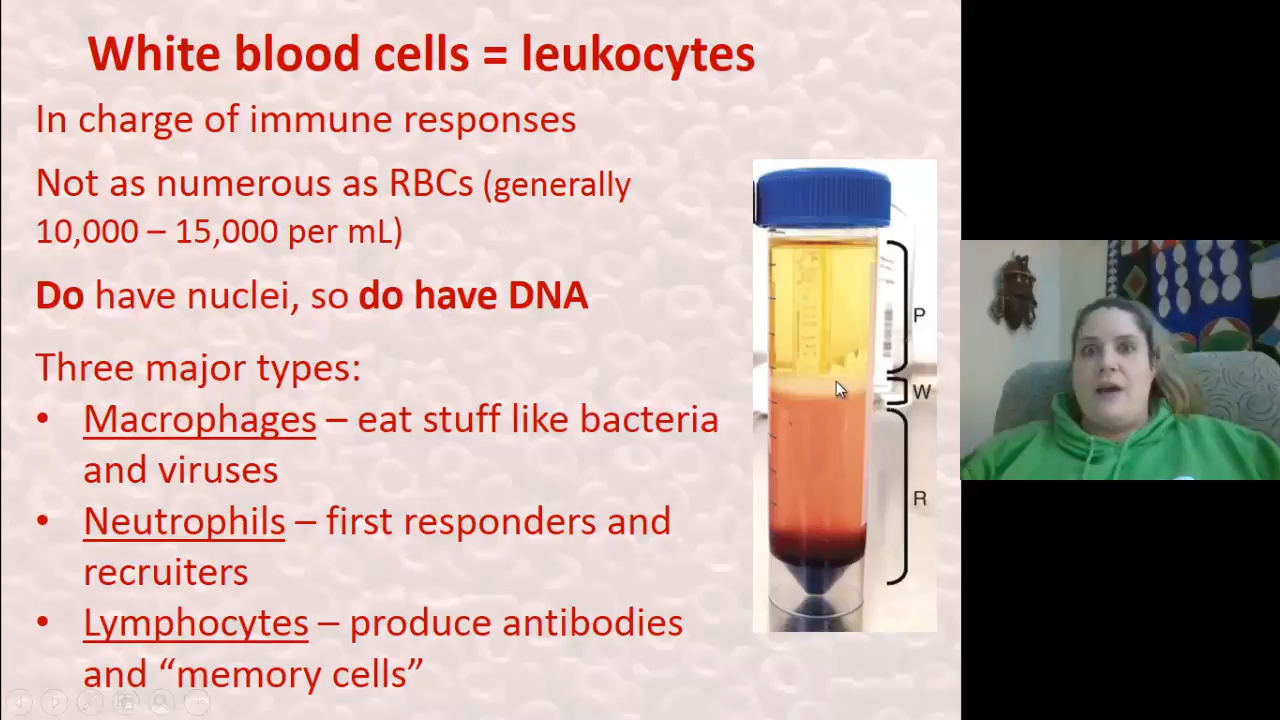 White blood cells = leukocytes
In charge of immune responses
Not as numerous as RBCs (generally
10,000 – 15,000 per mL)
Do have nuclei, so do have DNA
Three major types:
• Macrophages – eat stuff like bacteria
and viruses
• Neutrophils – first responders and
recruiters
• Lymphocytes – produce antibodies
and “memory cells”
P
W
R